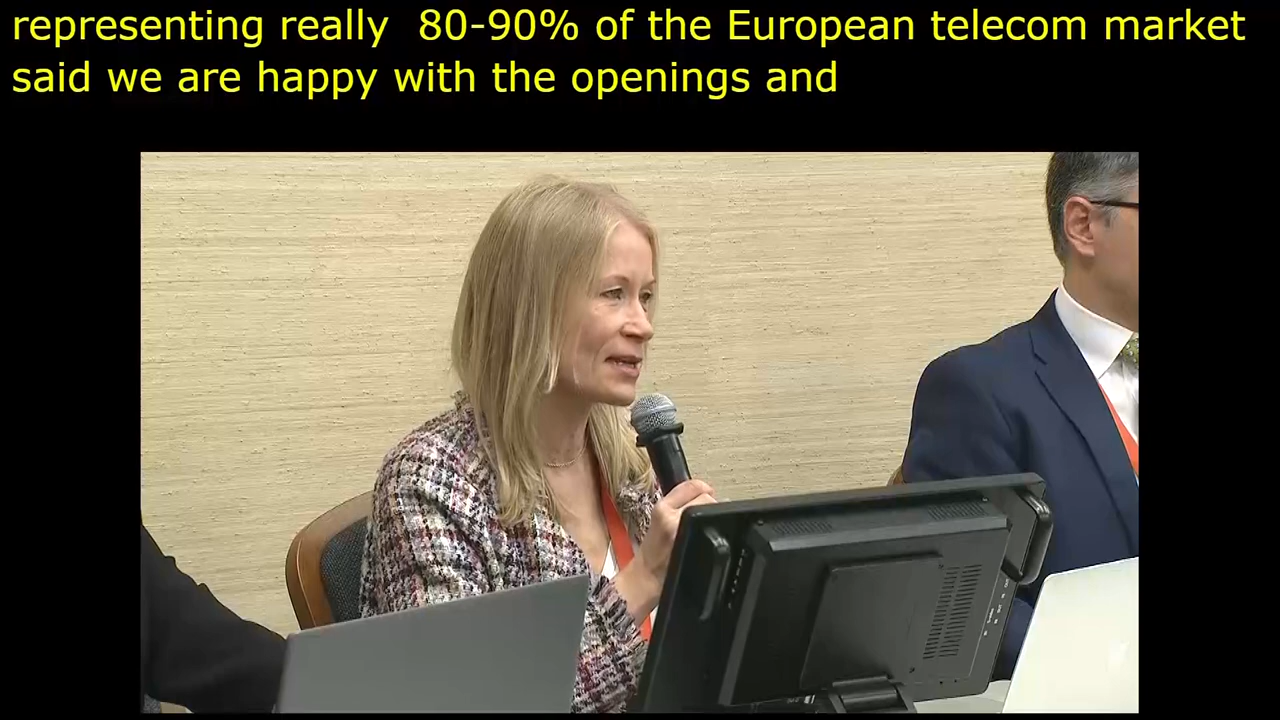 representing really  80-90% of the European telecom market
said we are happy with the openings and